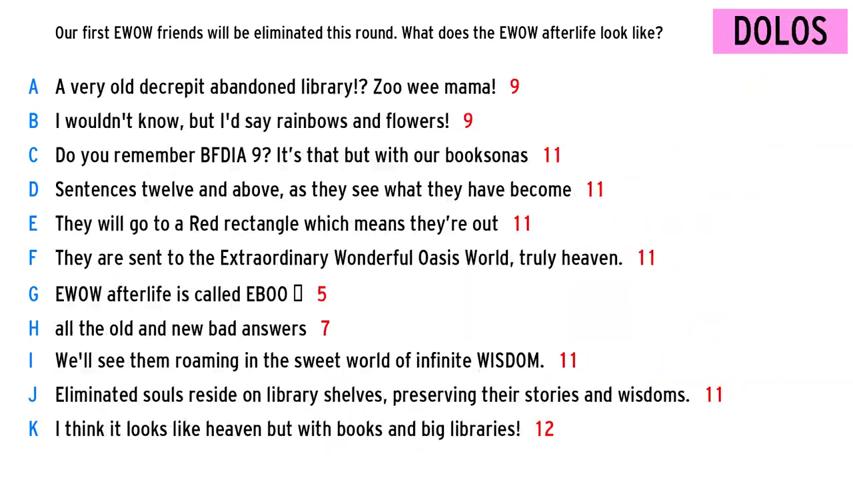 Our first EWOW friends will be eliminated this round. What does the EWOW afterlife look like?
DOLOS
A A very old decrepit abandoned library!? Zoo wee mama! 9
B I wouldn't know, but I'd say rainbows and flowers! 9
C Do you remember BFDIA 9? It’s that but with our booksonas 11
D Sentences twelve and above, as they see what they have become 11
E They will go to a Red rectangle which means they’re out 11
F They are sent to the Extraordinary Wonderful Oasis World, truly heaven. 11
G EWOW afterlife is called EBOO 5
H all the old and new bad answers 7
I We'll see them roaming in the sweet world of infinite WISDOM. 11
J Eliminated souls reside on library shelves, preserving their stories and wisdoms. 11
K I think it looks like heaven but with books and big libraries! 12